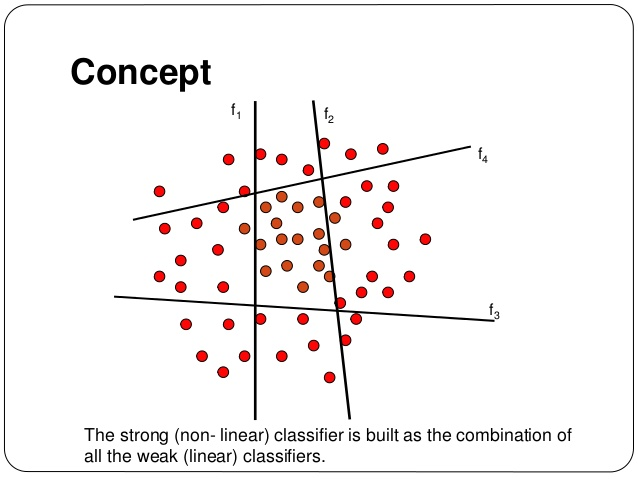 Concept
f1
f2
f4
f3
The strong (non- linear) classifier is built as the combination of
all the weak (linear) classifiers.